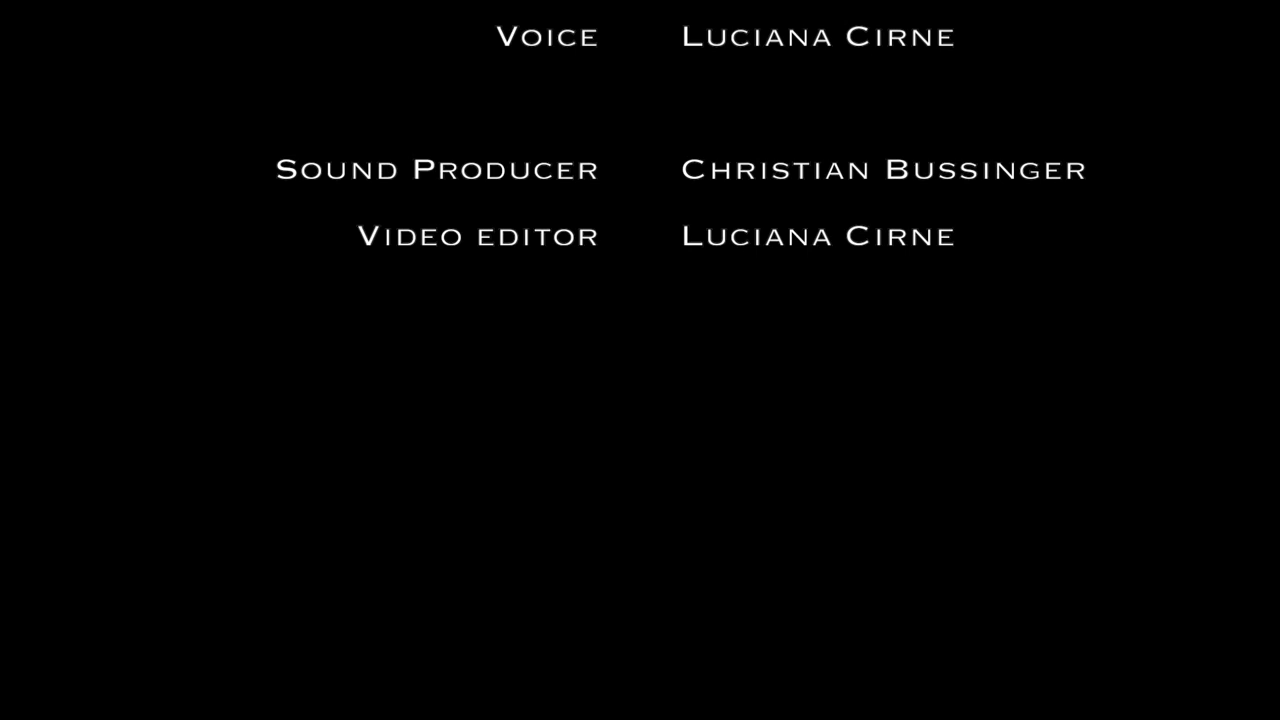 Voice Luciana Cirne
Sound Producer Christian Bussinger
Video editor Luciana Cirne